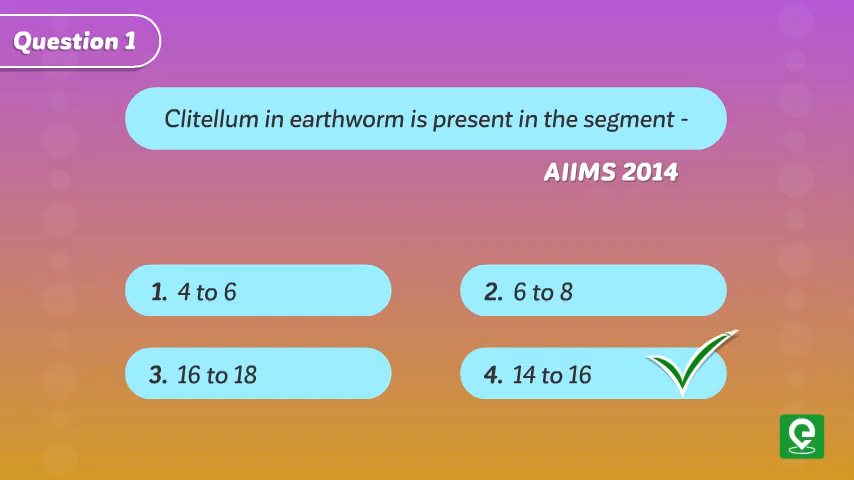 Question 1
Clitellum in earthworm is present in the segment -
AIIMS 2014
1. 4 to 6
2. 6 to 8
3. 16 to 18
4. 14 to 16